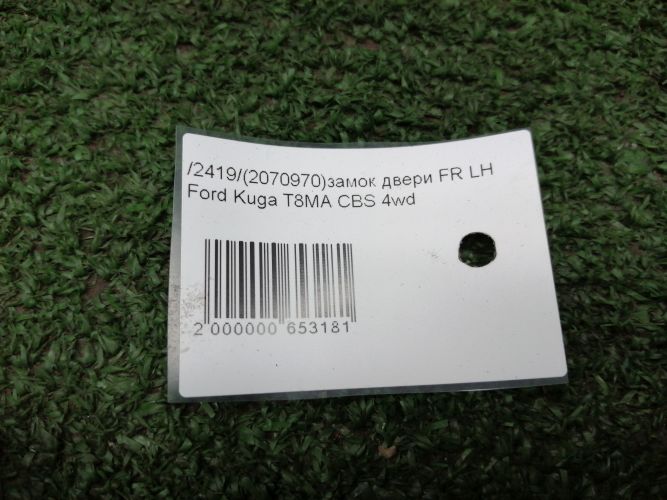 /2419/(2070970)замок двери FR LH
Ford Kuga T8MA CBS 4wd
2 000000 653181